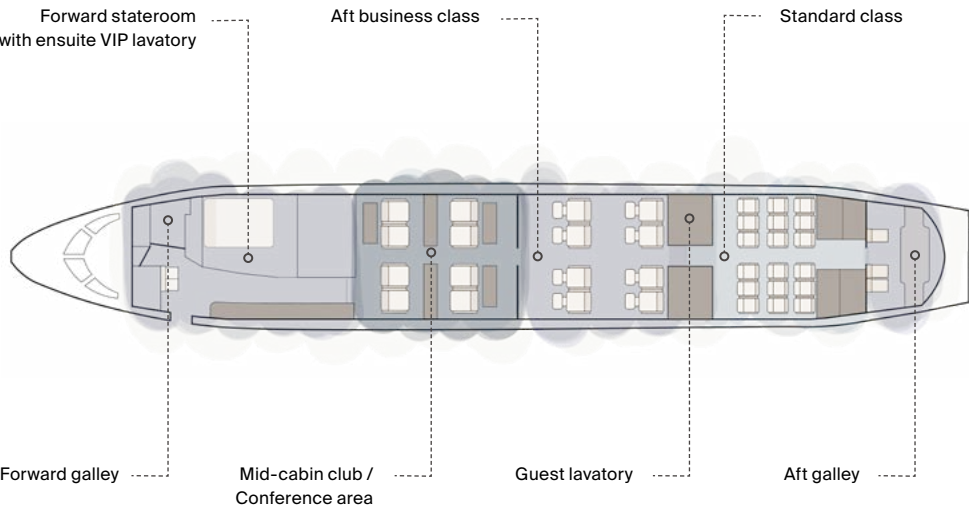 Forward stateroom
with ensuite VIP lavatory
Aft business class
Standard class
Forward galley
Mid-cabin club /
Conference area
Guest lavatory
Aft galley